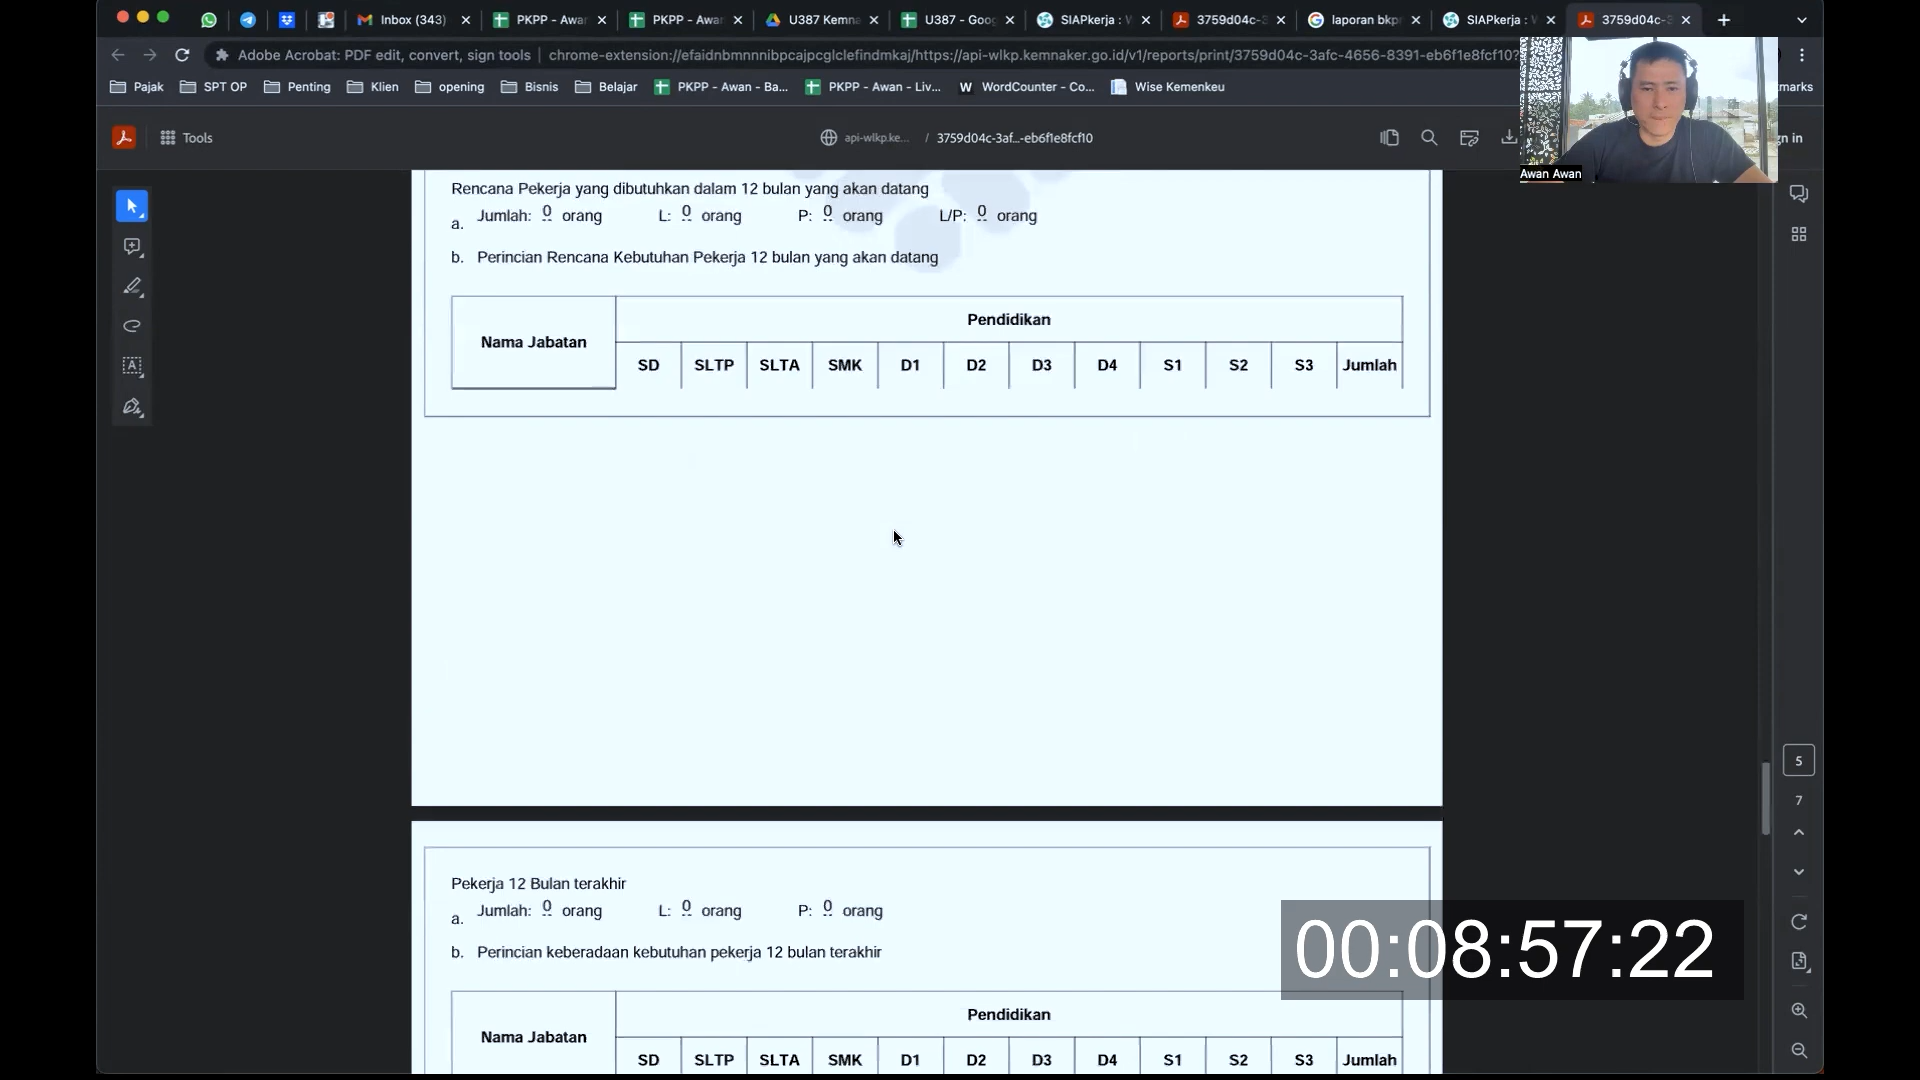 Inbox (343)
PKPP - Awan
PKPP - Awan
U387 Kemna
U387 - Goog
SIAPkerja : W
3759d04c-3
laporan bkp
SIAPkerja : W
3759d04c-3
Adobe Acrobat: PDF edit, convert, sign tools
chrome-extension://efaidnbmnnnibpcajpcglclefindmkaj/https://api-wlkp.kemnaker.go.id/v1/reports/print/3759d04c-3afc-4656-8391-eb6f1e8fcf10?
Pajak
SPT OP
Penting
Klien
opening
Bisnis
Belajar
PKPP - Awan - Ba...
PKPP - Awan - Liv...
WordCounter - Co...
Wise Kemenkeu
marks
Tools
api-wlkp.ke... / 3759d04c-3af...-eb6f1e8fcf10
gn in
Awan Awan
Rencana Pekerja yang dibutuhkan dalam 12 bulan yang akan datang
a. Jumlah: 0 orang L: 0 orang P: 0 orang L/P: 0 orang
b. Perincian Rencana Kebutuhan Pekerja 12 bulan yang akan datang
Nama Jabatan
Pendidikan
SD SLTP SLTA SMK D1 D2 D3 D4 S1 S2 S3 Jumlah
5
7
Pekerja 12 Bulan terakhir
a. Jumlah: 0 orang L: 0 orang P: 0 orang
b. Perincian keberadaan kebutuhan pekerja 12 bulan terakhir
00:08:57:22
Nama Jabatan
Pendidikan
SD SLTP SLTA SMK D1 D2 D3 D4 S1 S2 S3 Jumlah